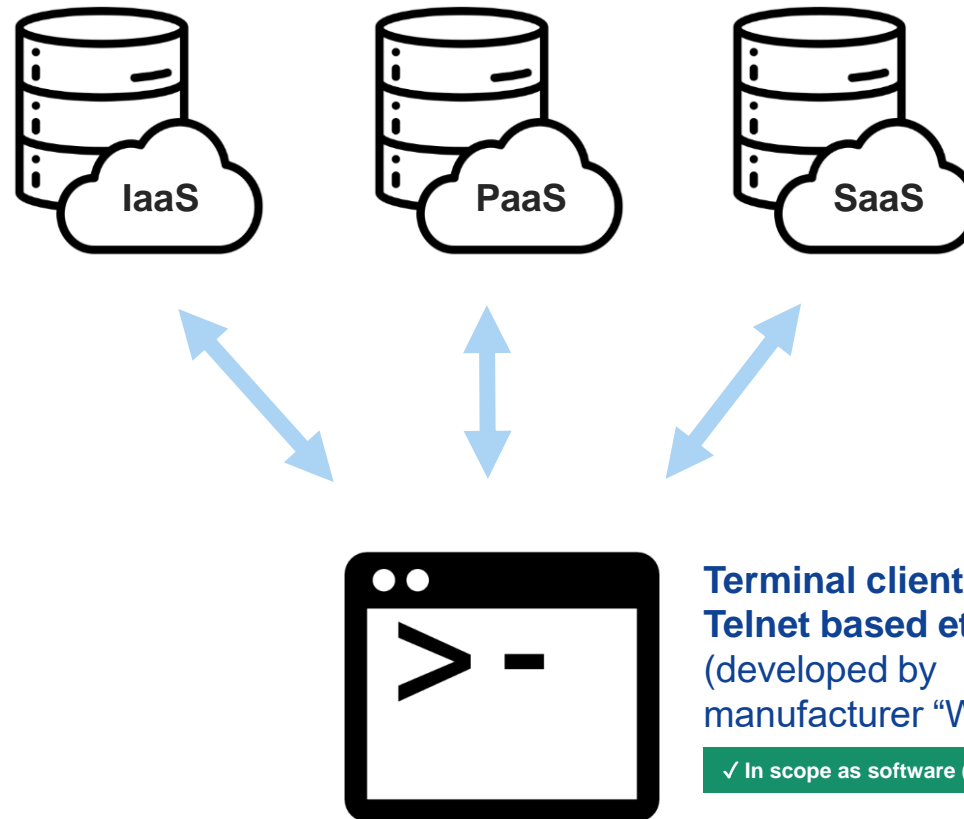 IaaS
PaaS
SaaS
Terminal client
Telnet based
(developed by
manufacturer
✓ In scope as software